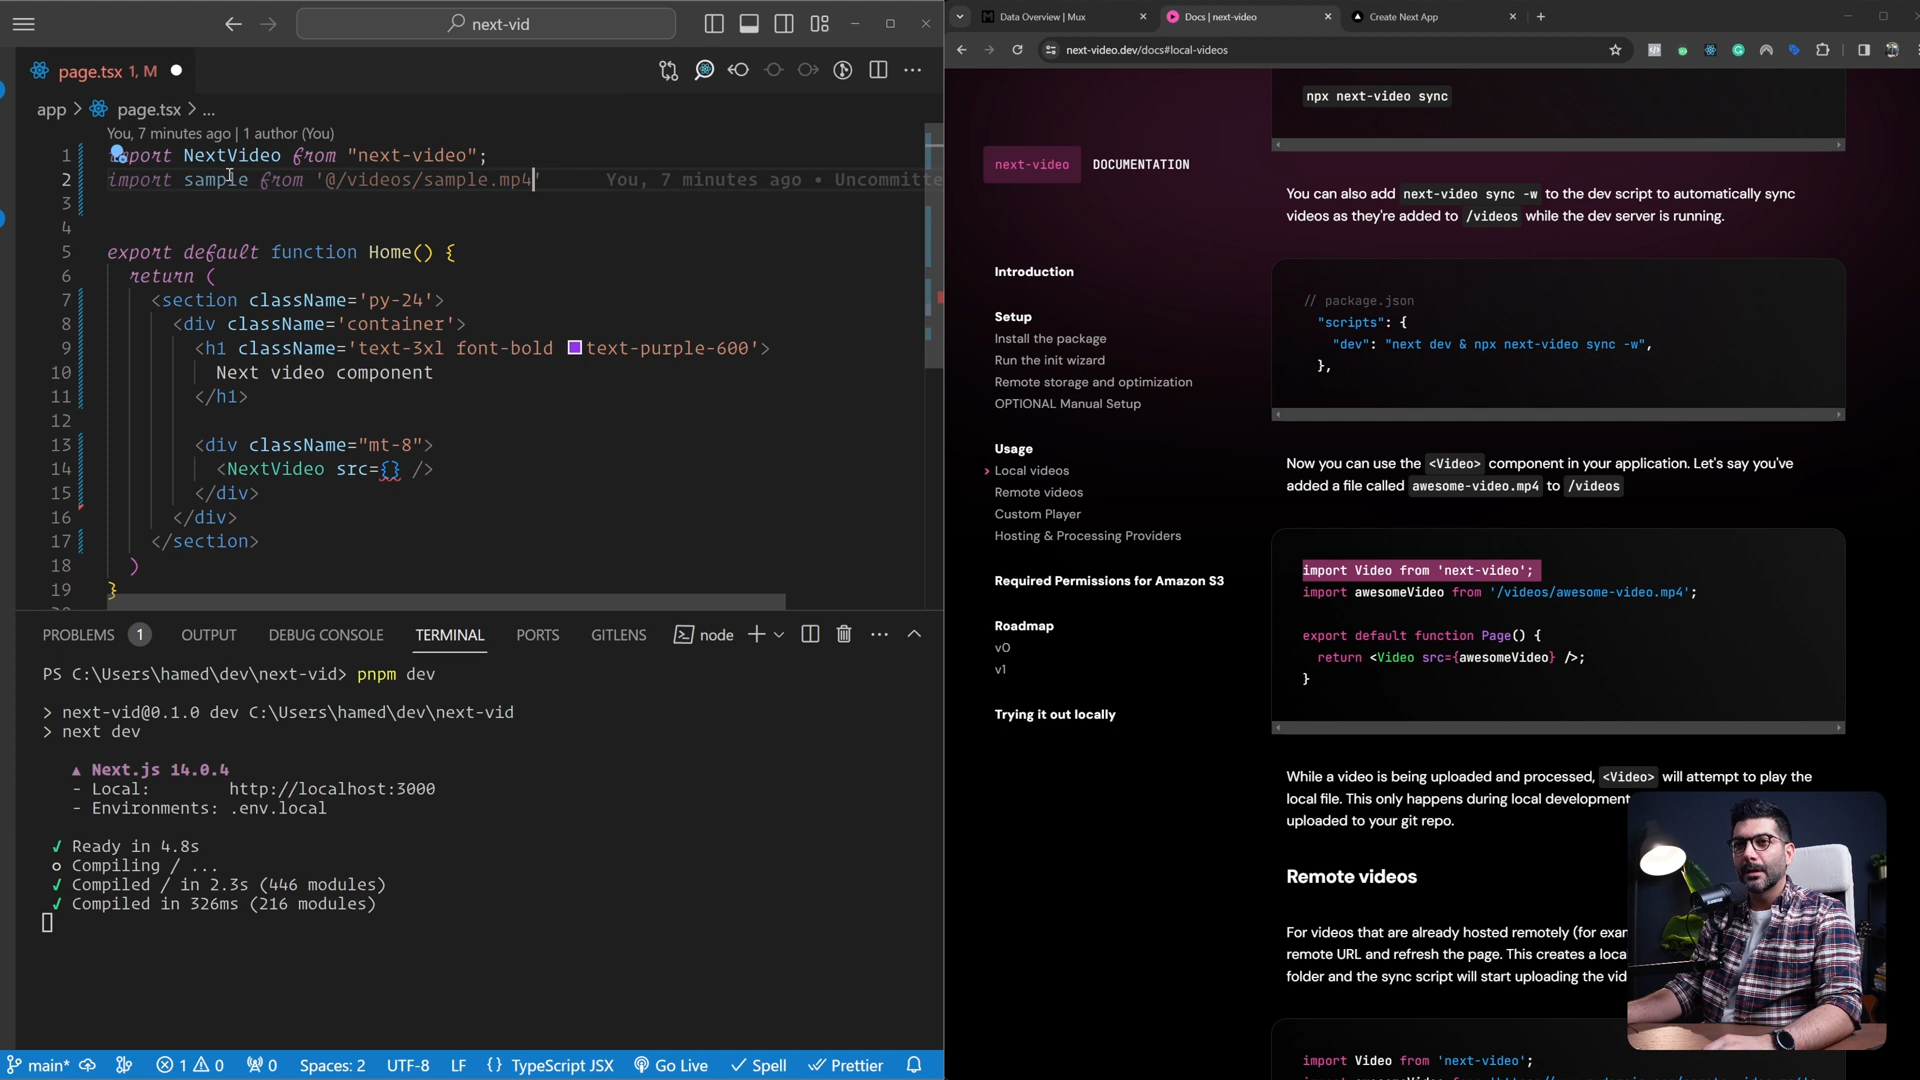 next-vid
page.tsx 1, M
app > page.tsx > ...
You, 7 minutes ago | 1 author (You)
1 import NextVideo from "next-video";
2 import sample from '@/videos/sample.mp4' You, 7 minutes ago • Uncommitte
3
4
5 export default function Home() {
6 return (
7 <section className='py-24'>
8 <div className='container'>
9 <h1 className='text-3xl font-bold text-purple-600'>
10 Next video component
11 </h1>
12
13 <div className="mt-8">
14 <NextVideo src={} />
15 </div>
16 </div>
17 </section>
18 )
19 }
PROBLEMS 1 OUTPUT DEBUG CONSOLE TERMINAL PORTS GITLENS node
PS C:\Users\hamed\dev\next-vid> pnpm dev
> next-vid@0.1.0 dev C:\Users\hamed\dev\next-vid
> next dev
▲ Next.js 14.0.4
- Local: http://localhost:3000
- Environments: .env.local
✓ Ready in 4.8s
○ Compiling / ...
✓ Compiled / in 2.3s (446 modules)
✓ Compiled in 326ms (216 modules)
main* 1 0 0 Spaces: 2 UTF-8 LF {} TypeScript JSX Go Live Spell Prettier
Data Overview | Mux
Docs | next-video
Create Next App
next-video.dev/docs#local-videos
next-video DOCUMENTATION
Introduction
Setup
Install the package
Run the init wizard
Remote storage and optimization
OPTIONAL Manual Setup
Usage
> Local videos
Remote videos
Custom Player
Hosting & Processing Providers
Required Permissions for Amazon S3
Roadmap
v0
v1
Trying it out locally
npx next-video sync
You can also add next-video sync -w to the dev script to automatically sync
videos as they're added to /videos while the dev server is running.
// package.json
"scripts": {
"dev": "next dev & npx next-video sync -w",
},
Now you can use the <Video> component in your application. Let's say you've
added a file called awesome-video.mp4 to /videos
import Video from 'next-video';
import awesomeVideo from '/videos/awesome-video.mp4';
export default function Page() {
return <Video src={awesomeVideo} />;
}
While a video is being uploaded and processed, <Video> will attempt to play the
local file. This only happens during local development
uploaded to your git repo.
Remote videos
For videos that are already hosted remotely (for exam
remote URL and refresh the page. This creates a loca
folder and the sync script will start uploading the vid
import Video from 'next-video';